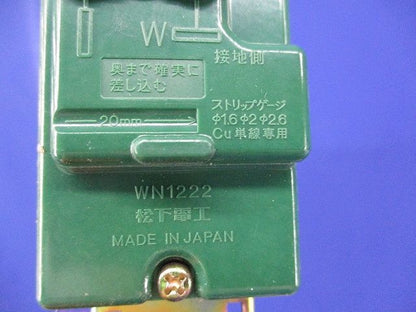 W
接地側
奥まで確実に
差し込む
ストリップゲージ
20mm
φ1.6 φ2 φ2.6
Cu単線専用
WN1222
松下電工
MADE IN JAPAN